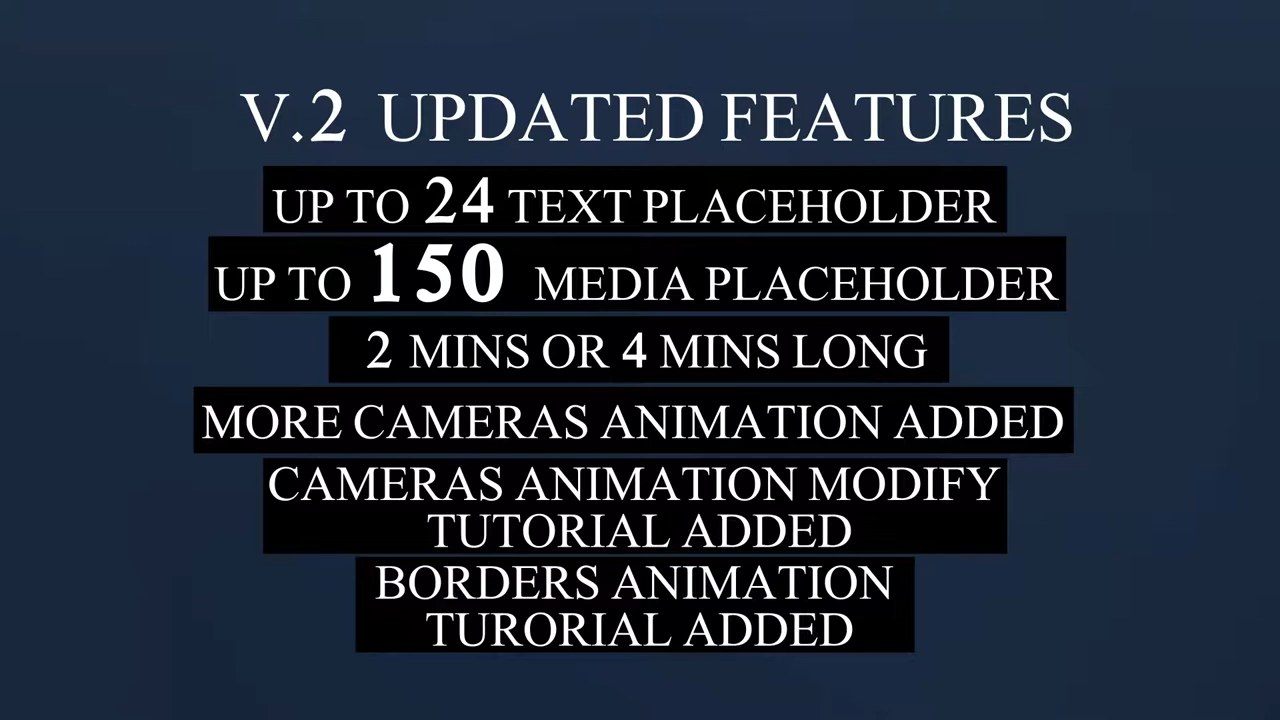 V.2 UPDATED FEATURES
UP TO 24 TEXT PLACEHOLDER
UP TO 150 MEDIA PLACEHOLDER
2 MINS OR 4 MINS LONG
MORE CAMERAS ANIMATION ADDED
CAMERAS ANIMATION MODIFY
TUTORIAL ADDED
BORDERS ANIMATION
TURORIAL ADDED